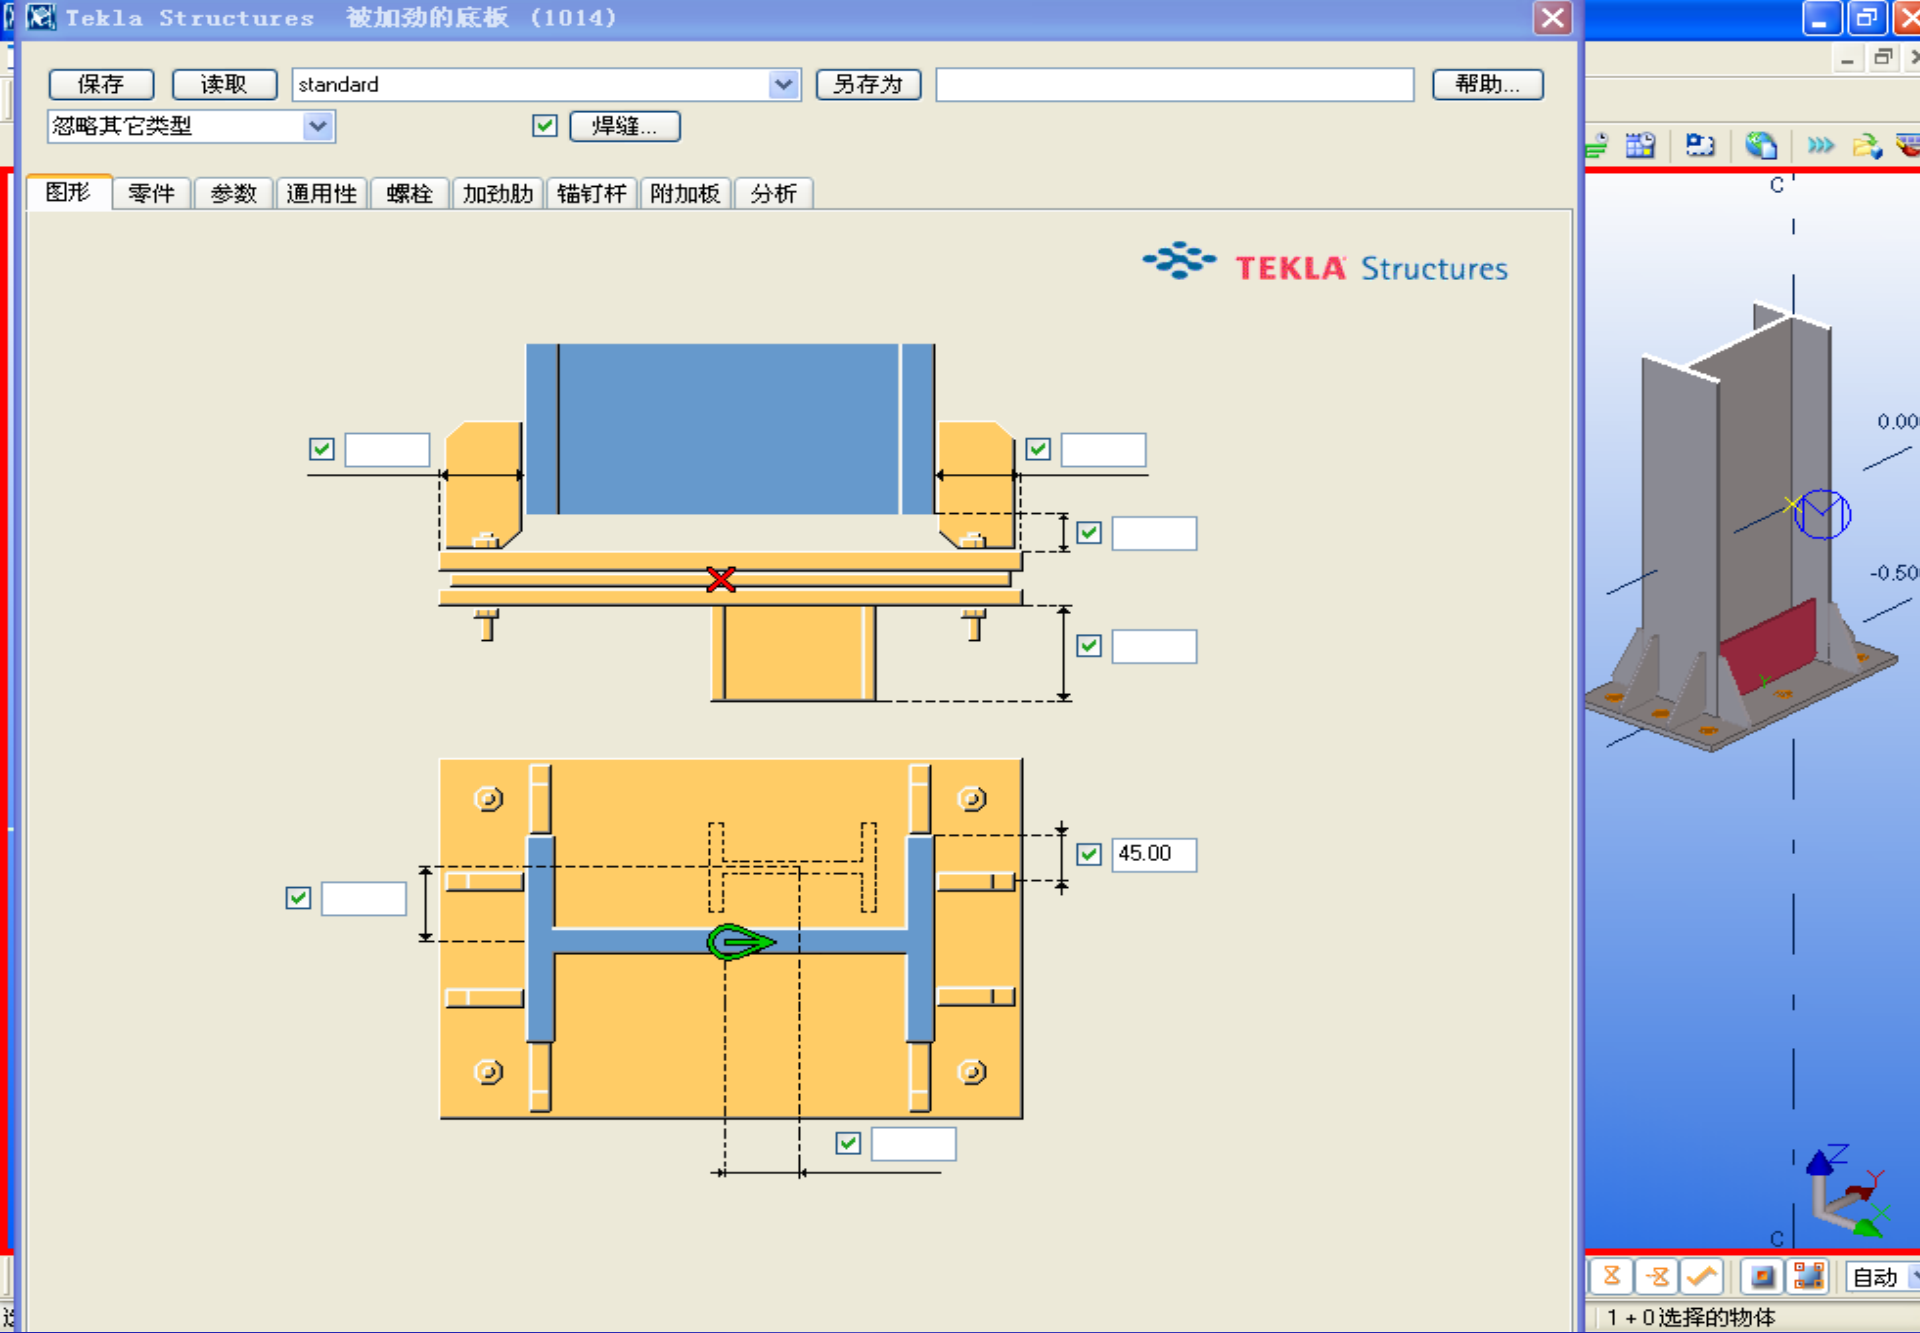 Tekla Structures 被加劲的底板 (1014)
保存 读取 standard 另存为 帮助...
忽略其它类型 焊缝...
图形 零件 参数 通用性 螺栓 加劲肋 锚钉杆 附加板 分析
TEKLA Structures
C
0.00
-0.50
45.00
Y
Z
Y
X
C
自动
1 + 0 选择的物体